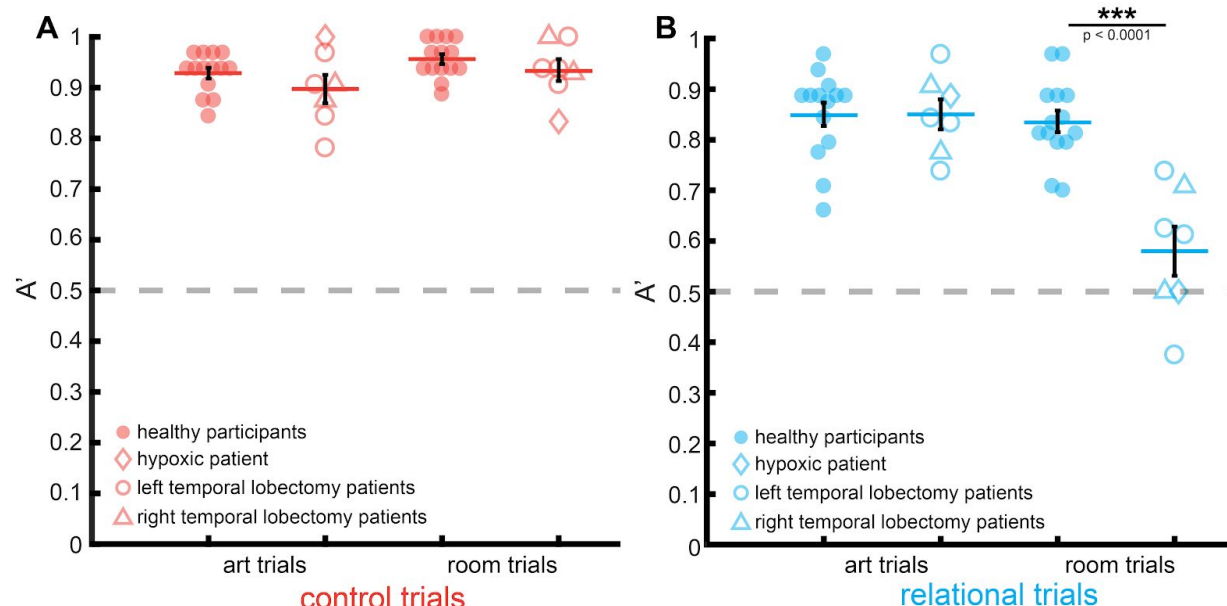 A
A'
1
0.9
0.8
0.7
0.6
0.5
0.4
0.3
0.2
0.1
0
healthy participants
hypoxic patient
left temporal lobectomy patients
right temporal lobectomy patients
art trials
room trials
control trials
B
***
p < 0.0001
A'
1
0.9
0.8
0.7
0.6
0.5
0.4
0.3
0.2
0.1
0
healthy participants
hypoxic patient
left temporal lobectomy patients
right temporal lobectomy patients
art trials
room trials
relational trials